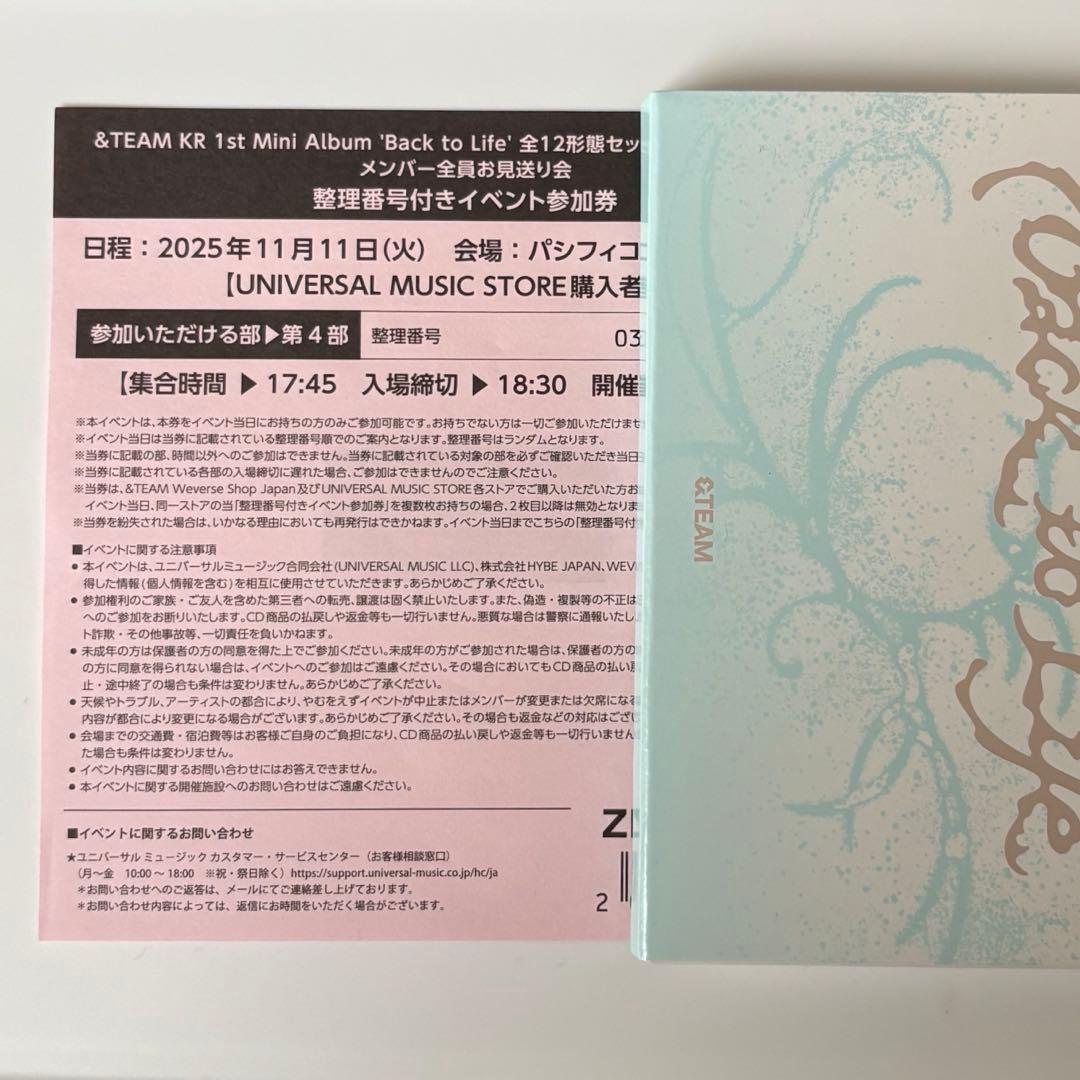 &TEAM KR 1st Mini Album 'Back to Life' 全12形態セッ
メンバー全員お見送り会
整理番号付きイベント参加券
日程：2025年11月11日(火)　会場：パシフィコ
【UNIVERSAL MUSIC STORE購入者
参加いただける部▶第4部　整理番号　03
【集合時間 ▶ 17:45　入場締切 ▶ 18:30　開催
※本イベントは、本券をイベント当日にお持ちの方のみご参加可能です。お持ちでない方は一切ご参加いただけませ
※イベント当日は当券に記載されている整理番号順でのご案内となります。整理番号はランダムとなります。
※当券に記載の部、時間以外へのご参加はできません。当券に記載されている対象の部を必ずご確認いただき当日
※当券に記載されている各部の入場締切に遅れた場合、ご参加はできませんのでご注意ください。
※当券は、&TEAM Weverse Shop Japan及びUNIVERSAL MUSIC STORE各ストアでご購入いただいた方お
イベント当日、同一ストアの当「整理番号付きイベント参加券」を複数枚お持ちの場合、2枚目以降は無効となりま
※当券を紛失された場合は、いかなる理由においても再発行はできかねます。イベント当日までこちらの「整理番号付
■イベントに関する注意事項
● 本イベントは、ユニバーサルミュージック合同会社(UNIVERSAL MUSIC LLC)、株式会社HYBE JAPAN、WEV
得した情報(個人情報を含む)を相互に使用させていただきます。あらかじめご了承ください。
● 参加権利のご家族・ご友人を含めた第三者への転売、譲渡は固く禁止いたします。また、偽造・複製等の不正は
へのご参加をお断りいたします。CD商品の払戻しや返金等も一切行いません。悪質な場合は警察に通報いたし
ト詐欺・その他事故等、一切責任を負いかねます。
● 未成年の方は保護者の方の同意を得た上でご参加ください。未成年の方がご参加された場合は、保護者の方の
の方に同意を得られない場合は、イベントへのご参加はご遠慮ください。その場合においてもCD商品の払い戻
止・途中終了の場合も条件は変わりません。あらかじめご了承ください。
● 天候やトラブル、アーティストの都合により、やむをえずイベントが中止またはメンバーが変更または欠席になる
内容が都合により変更になる場合がございます。あらかじめご了承ください。その場合も返金などの対応はござ
● 会場までの交通費・宿泊費等はお客様ご自身のご負担になり、CD商品の払い戻しや返金等も一切行いません
た場合も条件は変わりません。
● イベント内容に関するお問い合わせにはお答えできません。
● 本イベントに関する開催施設へのお問い合わせはご遠慮ください。
■イベントに関するお問い合わせ
★ユニバーサル ミュージック カスタマー・サービスセンター（お客様相談窓口）
（月〜金　10:00 〜 18:00　※祝・祭日除く）https://support.universal-music.co.jp/hc/ja
＊お問い合わせへのご返答は、メールにてご連絡差し上げております。
＊お問い合わせ内容によっては、返信にお時間をいただく場合がございます。
2
&TEAM
Back to Life